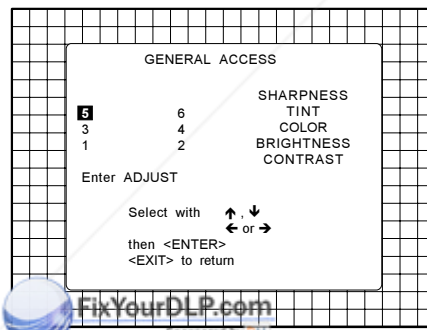 GENERAL ACCESS
SHARPNESS
5 6 TINT
3 4 COLOR
1 2 BRIGHTNESS
CONTRAST
Enter ADJUST
Select with ↑ , ↓
← or →
then <ENTER>
<EXIT> to return
FixYourDLP.com